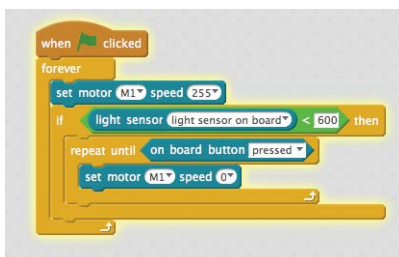 when clicked
forever
set motor M1 speed 255
if light sensor light sensor on board < 600 then
repeat until on board button pressed
set motor M1 speed 0